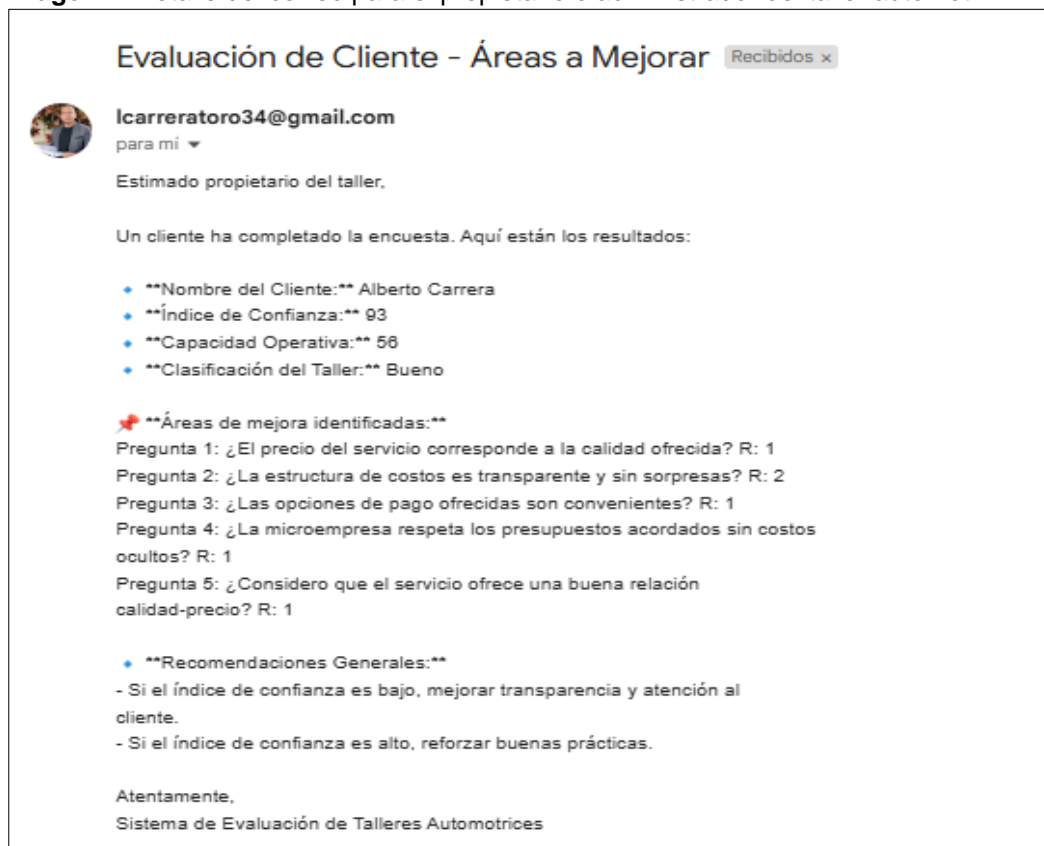 Evaluación de Cliente - Áreas a Mejorar Recibidos x
lcarreratoro34@gmail.com
para mí
Estimado propietario del taller,
Un cliente ha completado la encuesta. Aquí están los resultados:
**Nombre del Cliente:** Alberto Carrera
**Índice de Confianza:** 93
**Capacidad Operativa:** 56
**Clasificación del Taller:** Bueno
**Áreas de mejora identificadas:**
Pregunta 1: ¿El precio del servicio corresponde a la calidad ofrecida? R: 1
Pregunta 2: ¿La estructura de costos es transparente y sin sorpresas? R: 2
Pregunta 3: ¿Las opciones de pago ofrecidas son convenientes? R: 1
Pregunta 4: ¿La microempresa respeta los presupuestos acordados sin costos
ocultos? R: 1
Pregunta 5: ¿Considero que el servicio ofrece una buena relación
calidad-precio? R: 1
**Recomendaciones Generales:**
- Si el índice de confianza es bajo, mejorar transparencia y atención al
cliente.
- Si el índice de confianza es alto, reforzar buenas prácticas.
Atentamente,
Sistema de Evaluación de Talleres Automotrices